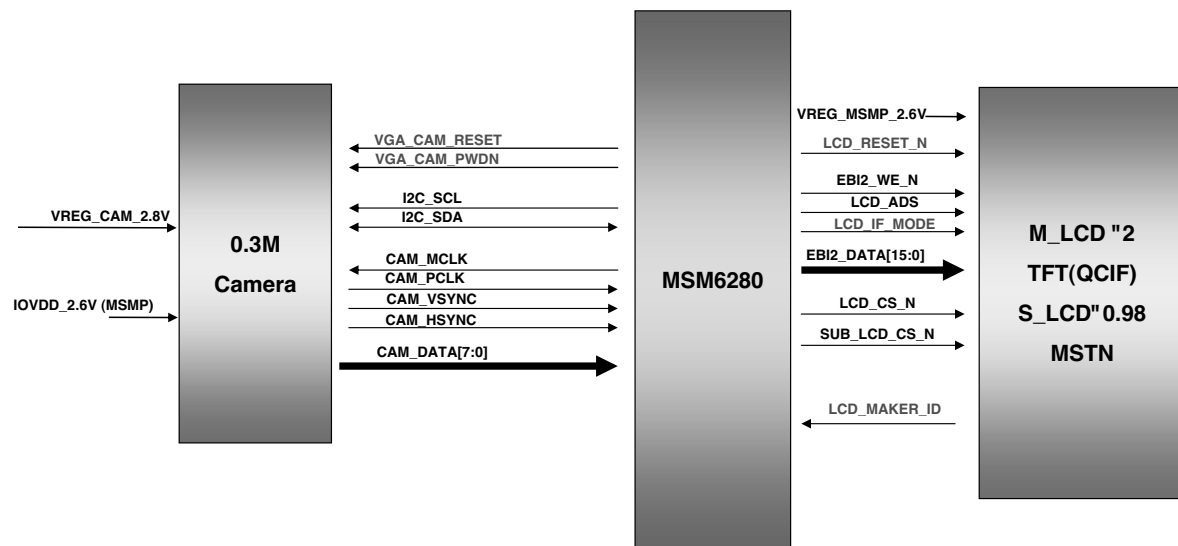 VREG_CAM_2.8V
IOVDD_2.6V (MSMP)
0.3M
Camera
VGA_CAM_RESET
VGA_CAM_PWDN
I2C_SCL
I2C_SDA
CAM_MCLK
CAM_PCLK
CAM_VSYNC
CAM_HSYNC
CAM_DATA[7:0]
MSM6280
VREG_MSMP_2.6V
LCD_RESET_N
EBI2_WE_N
LCD_ADS
LCD_IF_MODE
EBI2_DATA[15:0]
LCD_CS_N
SUB_LCD_CS_N
LCD_MAKER_ID
M_LCD "2
TFT(QCIF)
S_LCD"0.98
MSTN